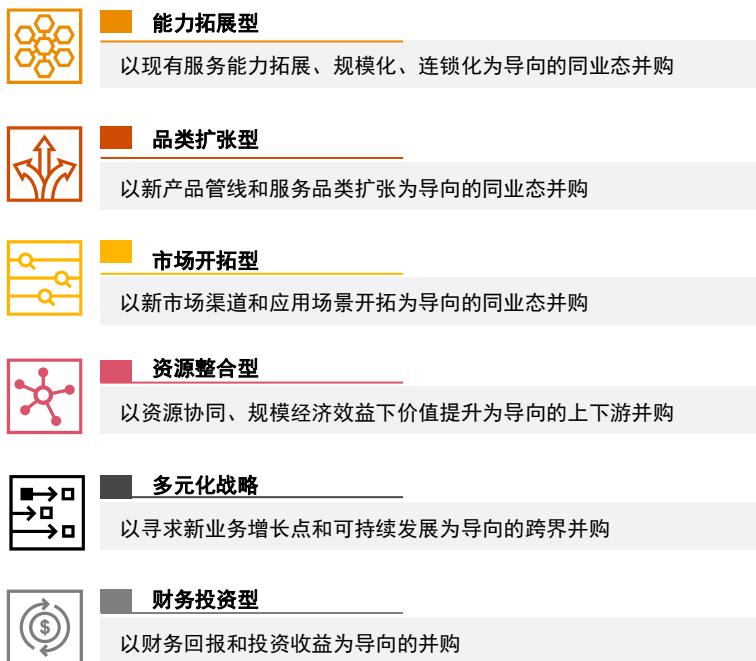 能力拓展型
以现有服务能力拓展、规模化、连锁化为导向的同业态并购
品类扩张型
以新产品管线和服务品类扩张为导向的同业态并购
市场开拓型
以新市场渠道和应用场景开拓为导向的同业态并购
资源整合型
以资源协同、规模经济效益下价值提升为导向的上下游并购
多元化战略
以寻求新业务增长点和可持续发展为导向的跨界并购
财务投资型
$
以财务回报和投资收益为导向的并购